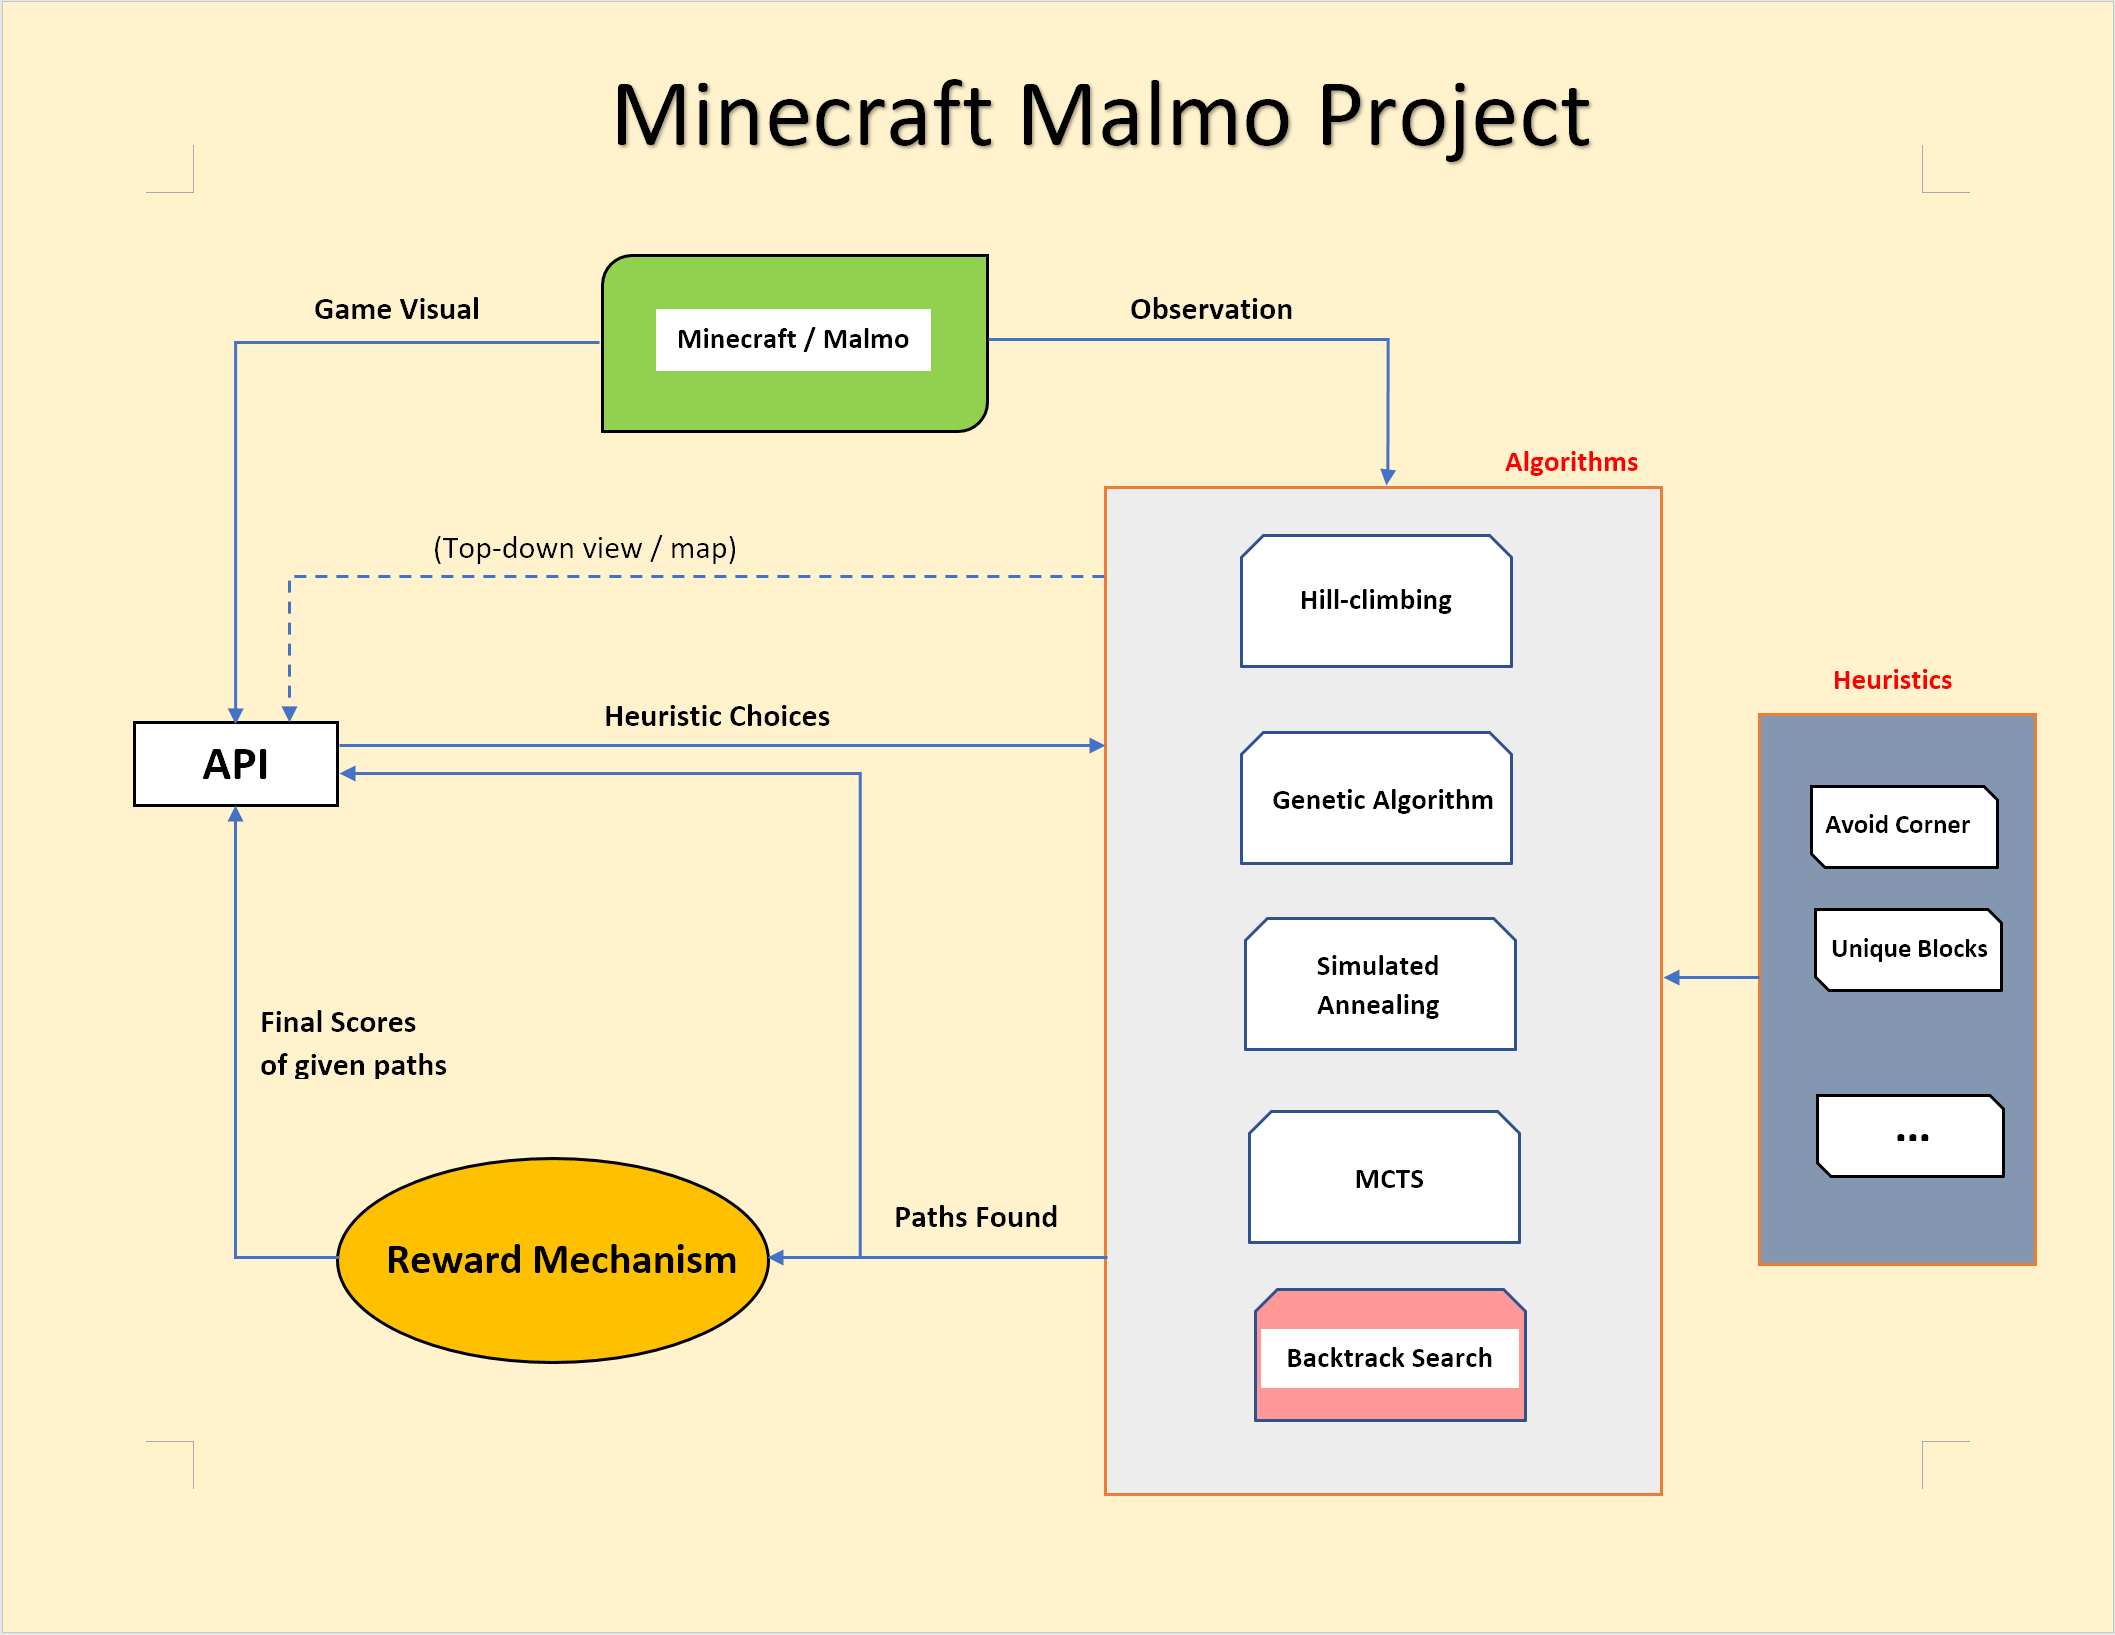 Minecraft Malmo Project
Game Visual
Minecraft / Malmo
Observation
Algorithms
(Top-down view / map)
Hill-climbing
Heuristics
Heuristic Choices
API
Genetic Algorithm
Avoid Corner
Unique Blocks
Simulated
Annealing
Final Scores
of given paths
...
MCTS
Paths Found
Reward Mechanism
Backtrack Search